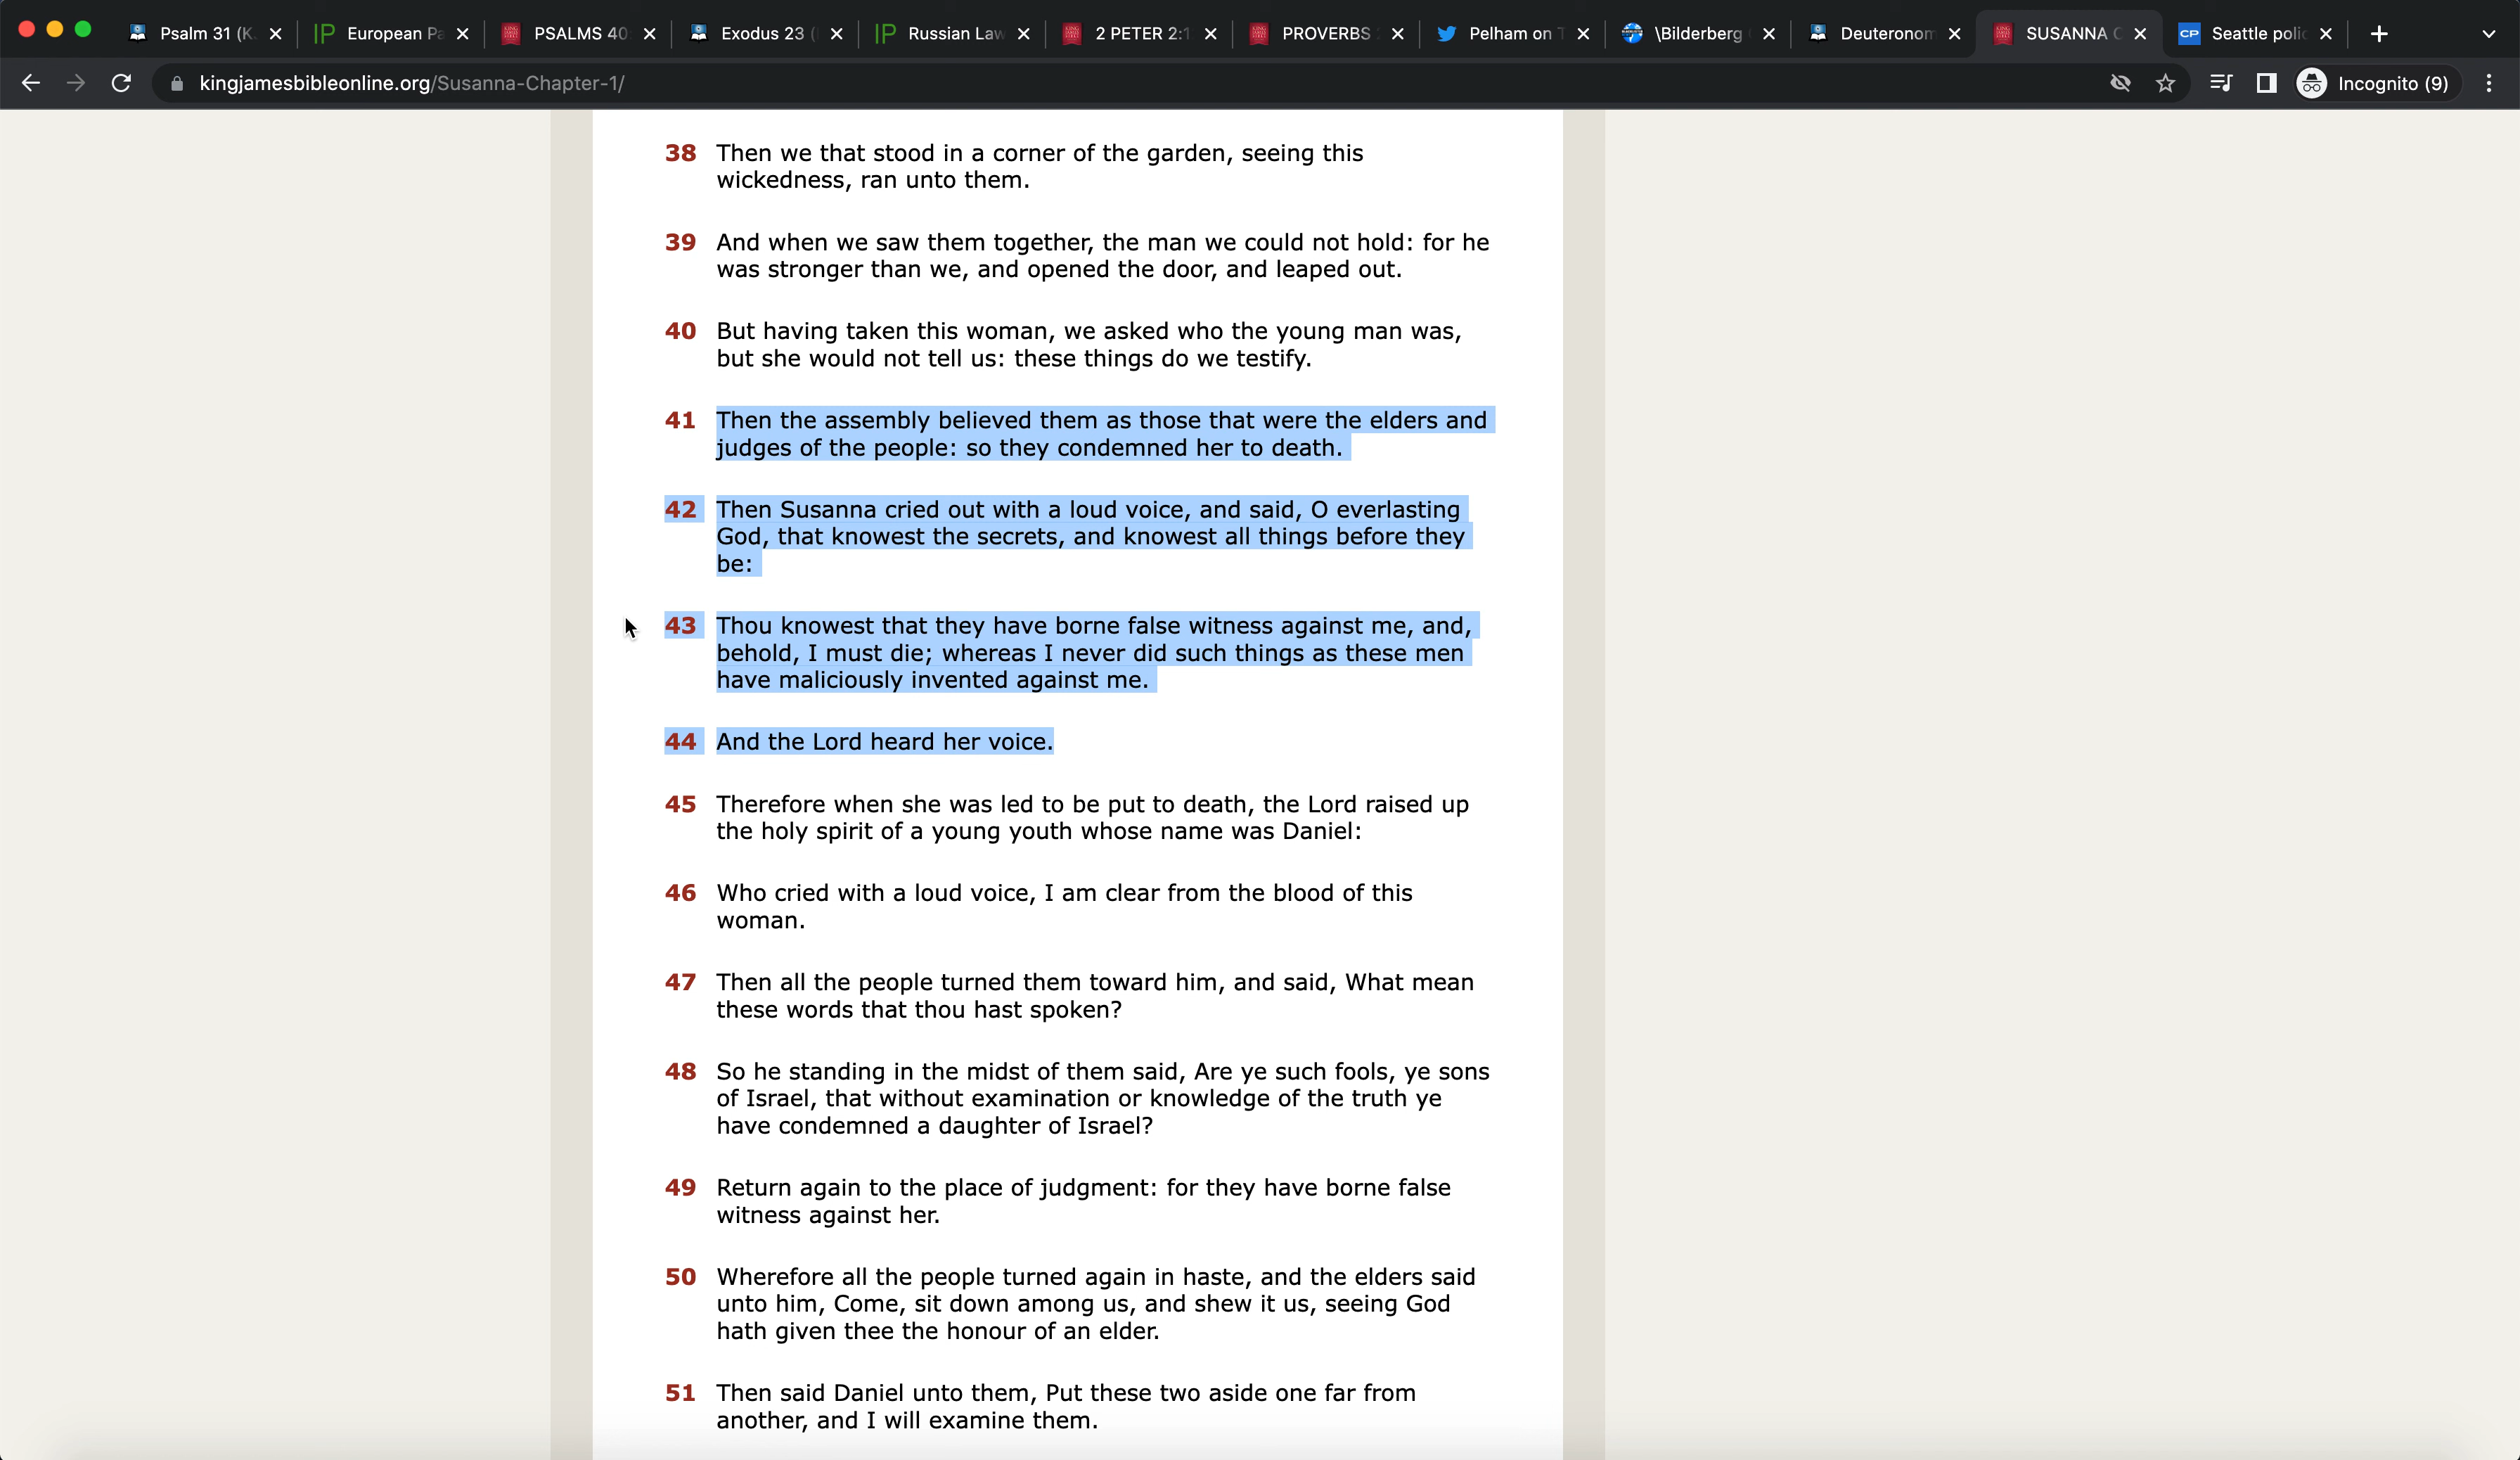 Psalm 31 (K
European Pa
PSALMS 40
Exodus 23 (
Russian Law
2 PETER 2:1
PROVERBS
Pelham on T
\Bilderberg
Deuteronom
SUSANNA C
CP Seattle polic
kingjamesbibleonline.org/Susanna-Chapter-1/
Incognito (9)
38 Then we that stood in a corner of the garden, seeing this
wickedness, ran unto them.
39 And when we saw them together, the man we could not hold: for he
was stronger than we, and opened the door, and leaped out.
40 But having taken this woman, we asked who the young man was,
but she would not tell us: these things do we testify.
41 Then the assembly believed them as those that were the elders and
judges of the people: so they condemned her to death.
42 Then Susanna cried out with a loud voice, and said, O everlasting
God, that knowest the secrets, and knowest all things before they
be:
43 Thou knowest that they have borne false witness against me, and,
behold, I must die; whereas I never did such things as these men
have maliciously invented against me.
44 And the Lord heard her voice.
45 Therefore when she was led to be put to death, the Lord raised up
the holy spirit of a young youth whose name was Daniel:
46 Who cried with a loud voice, I am clear from the blood of this
woman.
47 Then all the people turned them toward him, and said, What mean
these words that thou hast spoken?
48 So he standing in the midst of them said, Are ye such fools, ye sons
of Israel, that without examination or knowledge of the truth ye
have condemned a daughter of Israel?
49 Return again to the place of judgment: for they have borne false
witness against her.
50 Wherefore all the people turned again in haste, and the elders said
unto him, Come, sit down among us, and shew it us, seeing God
hath given thee the honour of an elder.
51 Then said Daniel unto them, Put these two aside one far from
another, and I will examine them.